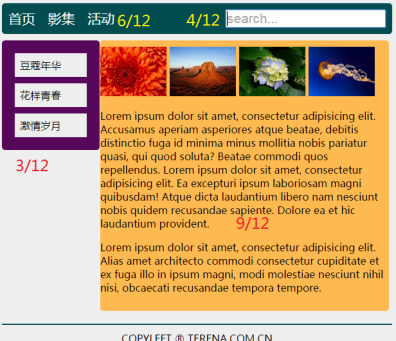 首页 影集 活动 6/12 4/12 search...
豆蔻年华
花样青春
激情岁月
3/12
Lorem ipsum dolor sit amet, consectetur adipisicing elit.
Accusamus aperiam asperiores atque beatae, debitis
distinctio fuga id minima minus mollitia nobis pariatur
quasi, qui quod soluta? Beatae commodi quos
repellendus. Lorem ipsum dolor sit amet, consectetur
adipisicing elit. Ea excepturi ipsum laboriosam magni
quibusdam! Atque dicta laudantium libero nam nesciunt
nobis quidem recusandae sapiente. Dolore ea et hic
laudantium provident. 9/12
Lorem ipsum dolor sit amet, consectetur adipisicing elit.
Alias amet architecto commodi consectetur cupiditate et
ex fuga illo in ipsum magni, modi molestiae nesciunt nihil
nisi, obcaecati recusandae tempora tempore.
COPYLEFT ® TERENA.COM.CN